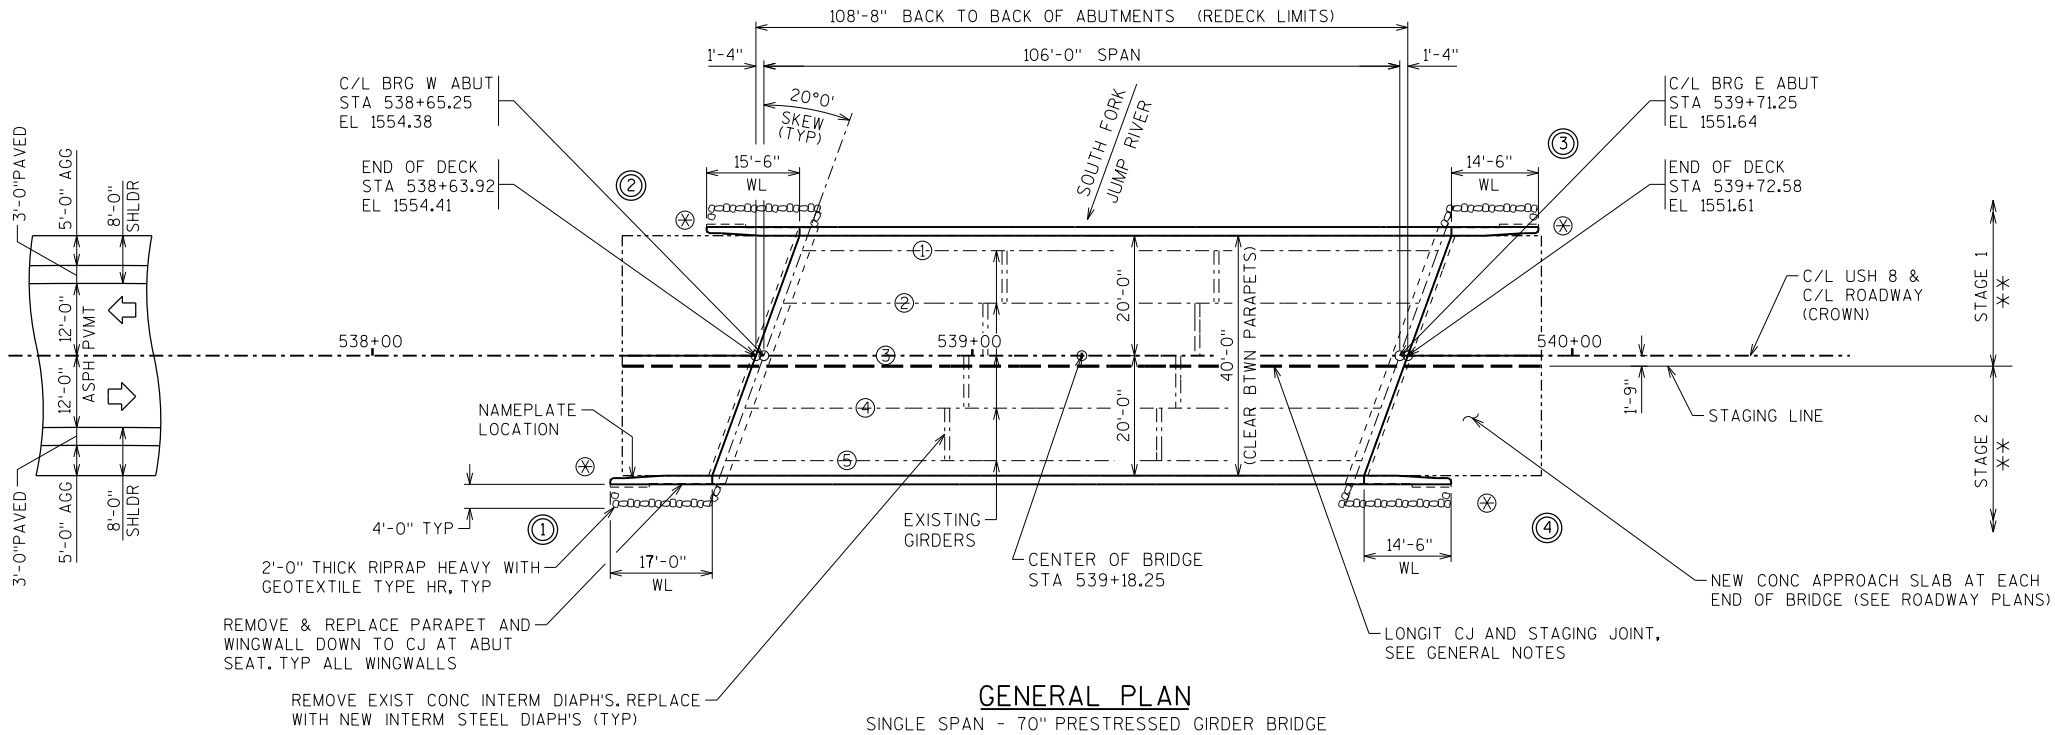 108'-8" BACK TO BACK OF ABUTMENTS (REDECK LIMITS)
1'-4"
106'-0" SPAN
1'-4"
C/L BRG W ABUT
STA 538+65.25
EL 1554.38
20°0'
SKEW
(TYP)
SOUTH FORK
JUMP RIVER
C/L BRG E ABUT
STA 539+71.25
EL 1551.64
END OF DECK
STA 538+63.92
EL 1554.41
2
15'-6"
WL
14'-6"
WL
3
END OF DECK
STA 539+72.58
EL 1551.61
3'-0"PAVED
5'-0" AGG
8'-0"
SHLDR
12'-0"
12'-0"
ASPH PVMT
3'-0"PAVED
5'-0" AGG
8'-0"
SHLDR
1
2
3
4
5
20'-0"
20'-0"
40'-0"
(CLEAR BTWN PARAPETS)
538+00
539+00
540+00
C/L USH 8 &
C/L ROADWAY
(CROWN)
STAGE 1
**
STAGE 2
**
1'-9"
STAGING LINE
NAMEPLATE
LOCATION
4'-0" TYP
1
17'-0"
WL
EXISTING
GIRDERS
CENTER OF BRIDGE
STA 539+18.25
14'-6"
WL
4
2'-0" THICK RIPRAP HEAVY WITH
GEOTEXTILE TYPE HR, TYP
NEW CONC APPROACH SLAB AT EACH
END OF BRIDGE (SEE ROADWAY PLANS)
REMOVE & REPLACE PARAPET AND
WINGWALL DOWN TO CJ AT ABUT
SEAT. TYP ALL WINGWALLS
LONGIT CJ AND STAGING JOINT,
SEE GENERAL NOTES
REMOVE EXIST CONC INTERM DIAPH'S. REPLACE
WITH NEW INTERM STEEL DIAPH'S (TYP)
GENERAL PLAN
SINGLE SPAN - 70" PRESTRESSED GIRDER BRIDGE